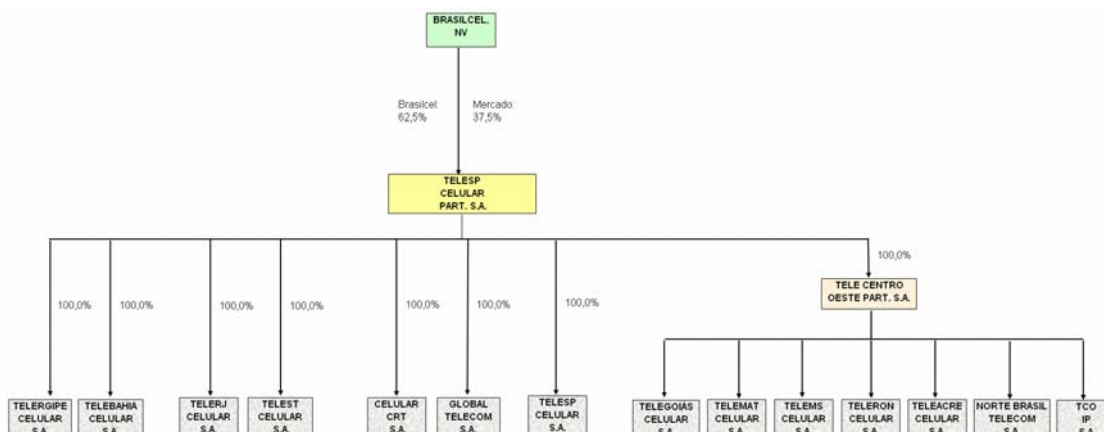 BRASILCEL,
NV
Brasilcel:
62,5%
Mercado:
37,5%
TELESP
CELULAR
PART. S.A.
100,0%
TELE CENTRO
OESTE PART. S.A.
100,0%
100,0%
100,0%
100,0%
100,0%
100,0%
100,0%
TELERGIPE
CELULAR
S.A.
TELEBAHIA
CELULAR
S.A.
TELERJ
CELULAR
S.A.
TELEST
CELULAR
S.A.
CELULAR
CRT
S.A.
GLOBAL
TELECOM
S.A.
TELESP
CELULAR
S.A.
TELEGOIAS
CELULAR
S.A.
TELEMAT
CELULAR
S.A.
TELEMS
CELULAR
S.A.
TELERON
CELULAR
S.A.
TELEACRE
CELULAR
S.A.
NORTE BRASIL
TELECOM
S.A.
TCO
IP
S.A.